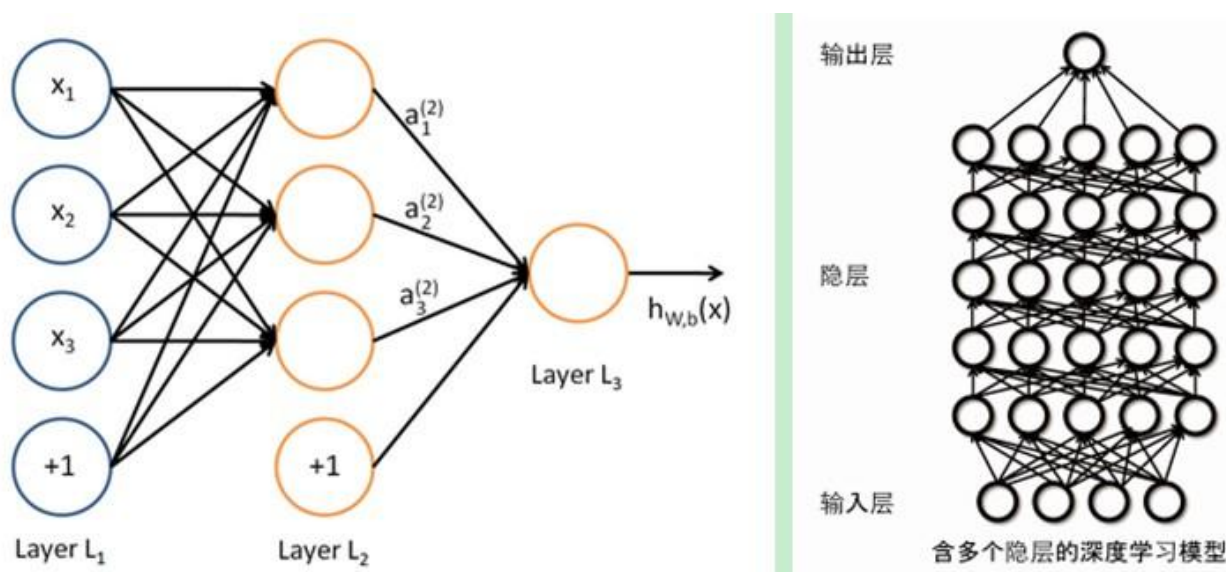 x₁
x₂
x₃
+1
Layer L₁
+1
Layer L₂
a₁⁽²⁾
a₂⁽²⁾
a₃⁽²⁾
Layer L₃
h_{W,b}(x)
输出层
隐层
输入层
含多个隐层的深度学习模型